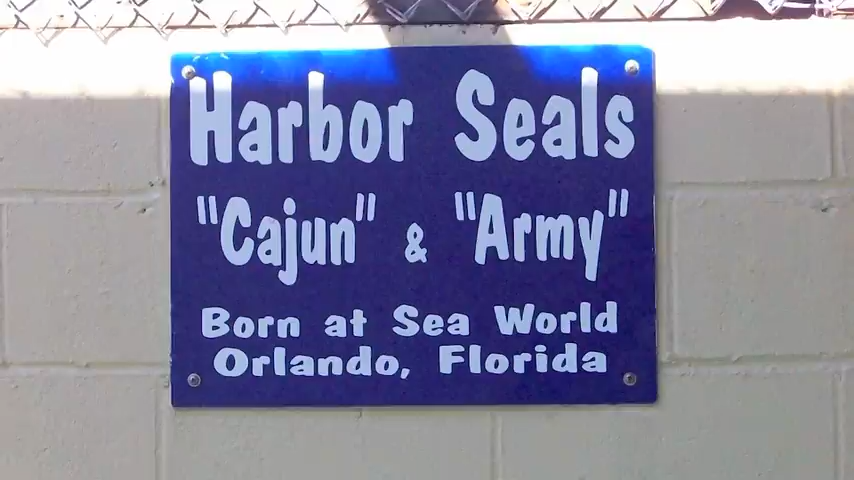 Harbor Seals
"Cajun" & "Army"
Born at Sea World
Orlando, Florida